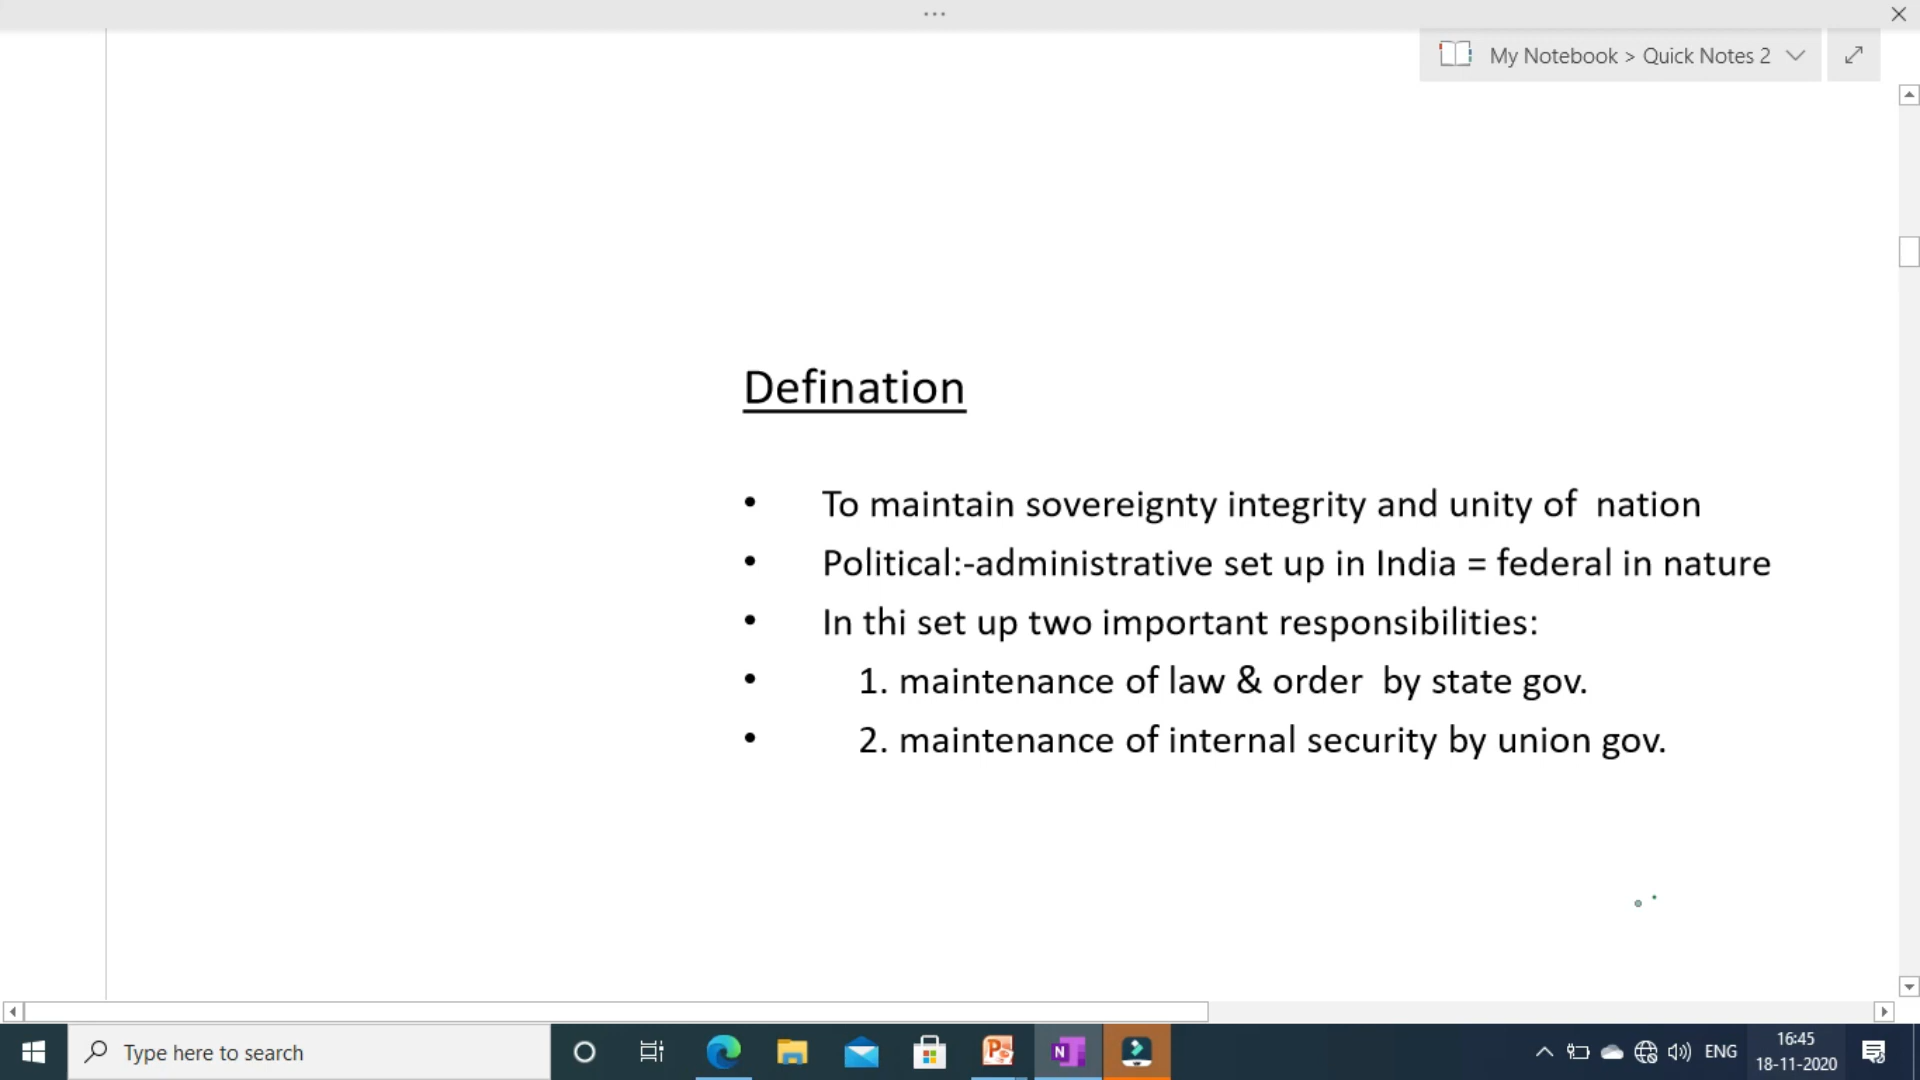 My Notebook > Quick Notes 2
Defination
• To maintain sovereignty integrity and unity of nation
• Political:-administrative set up in India = federal in nature
• In thi set up two important responsibilities:
• 1. maintenance of law & order by state gov.
• 2. maintenance of internal security by union gov.
Type here to search
ENG
16:45
18-11-2020